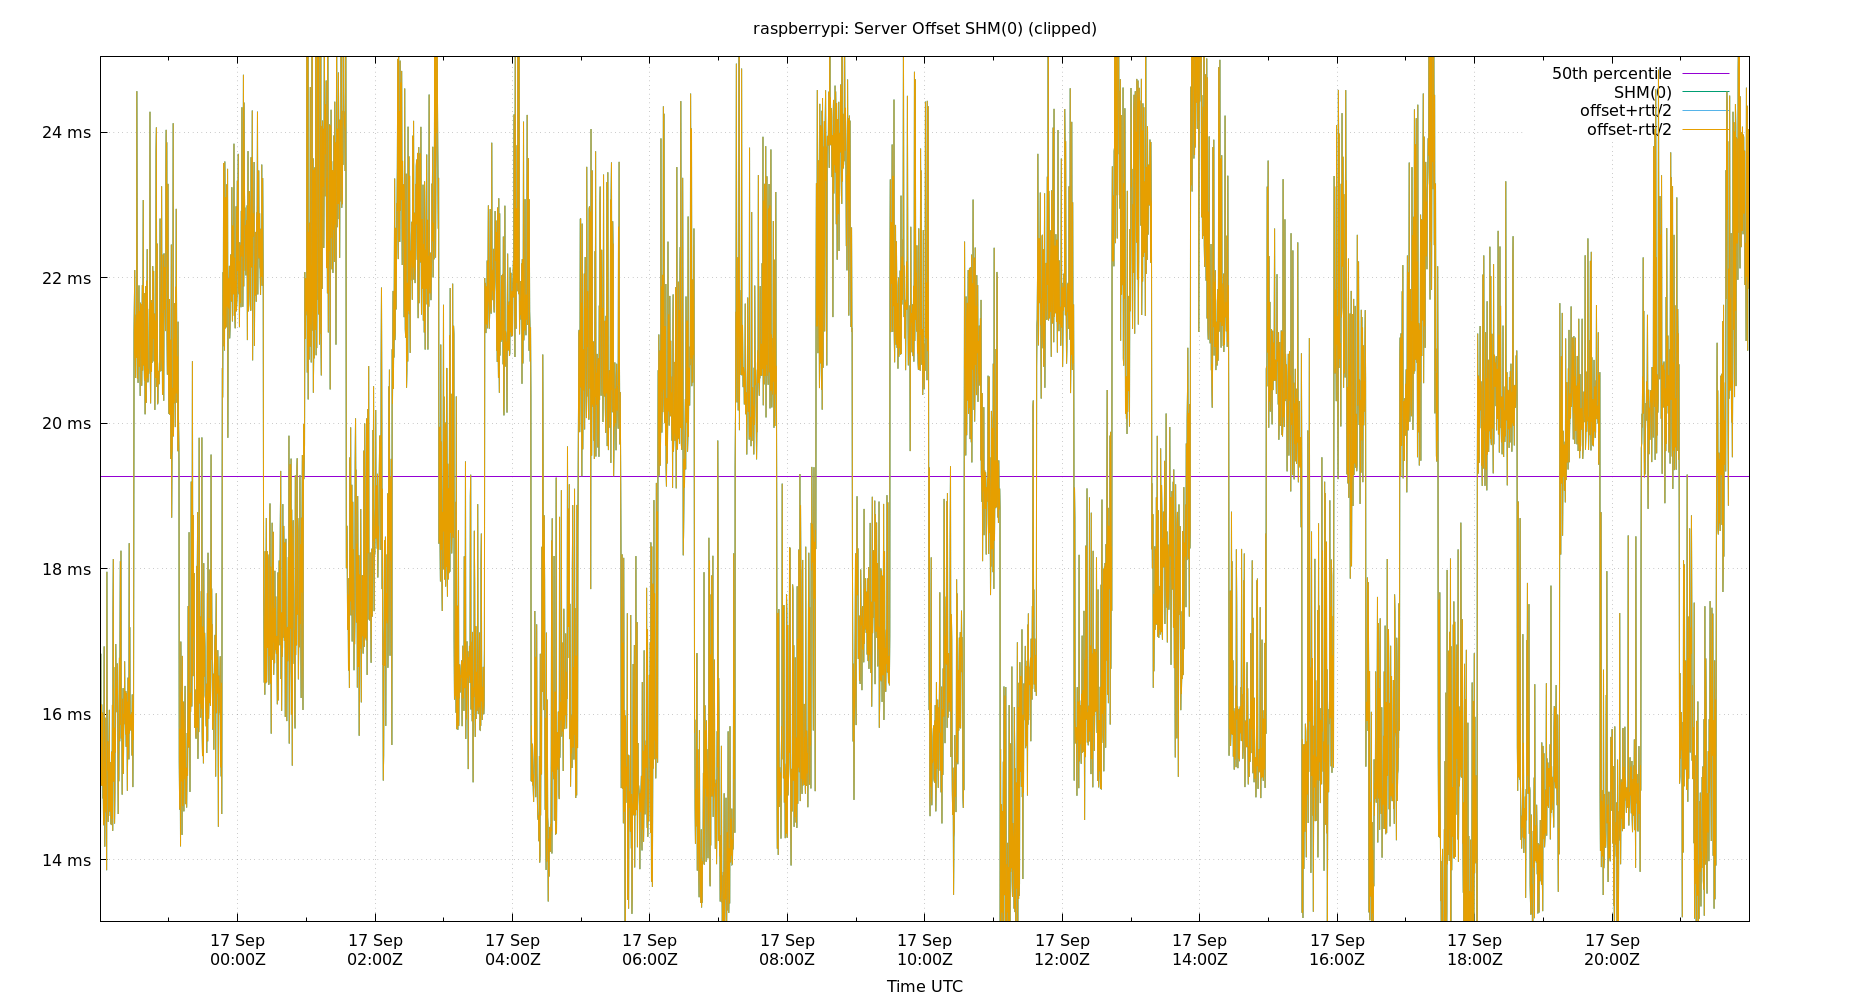 raspberrypi: Server Offset SHM(0) (clipped)
50th percentile
SHM(0)
offset+rtt/2
offset-rtt/2
24 ms
22 ms
20 ms
18 ms
16 ms
14 ms
17 Sep 17 Sep 17 Sep 17 Sep 17 Sep 17 Sep 17 Sep 17 Sep 17 Sep 17 Sep 17 Sep
00:00Z 02:00Z 04:00Z 06:00Z 08:00Z 10:00Z 12:00Z 14:00Z 16:00Z 18:00Z 20:00Z
Time UTC